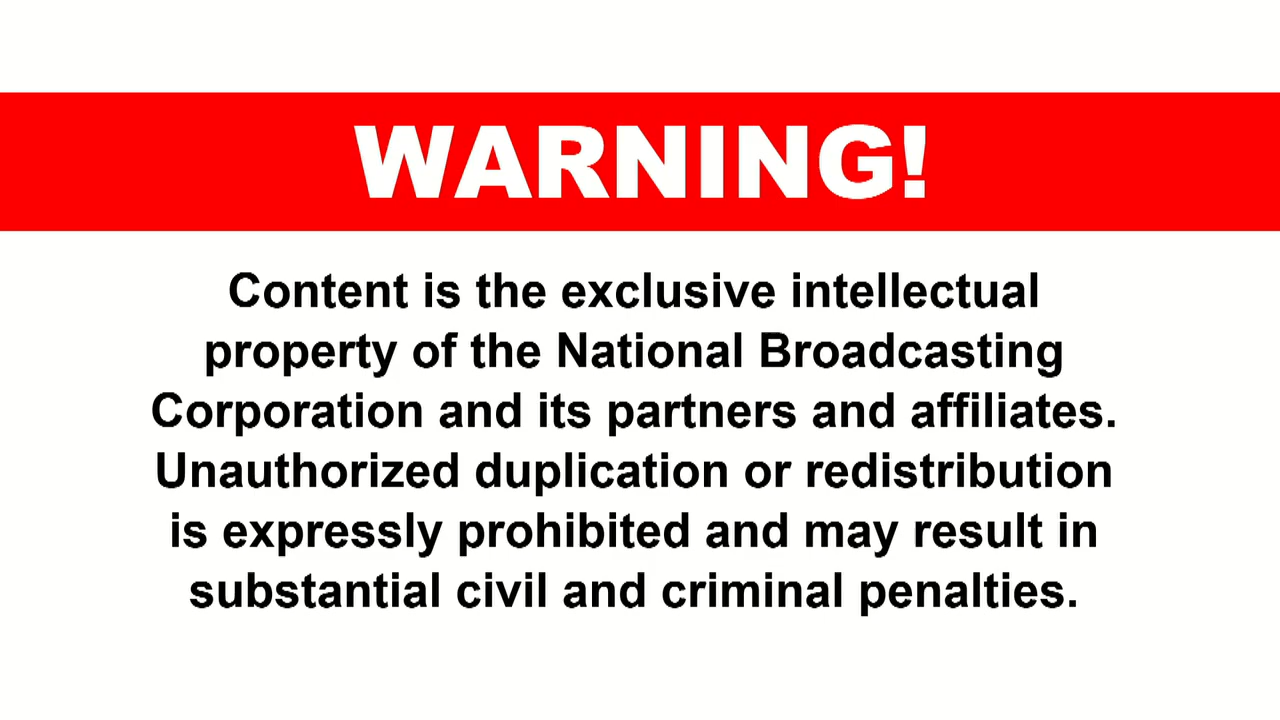 WARNING!
Content is the exclusive intellectual
property of the National Broadcasting
Corporation and its partners and affiliates.
Unauthorized duplication or redistribution
is expressly prohibited and may result in
substantial civil and criminal penalties.